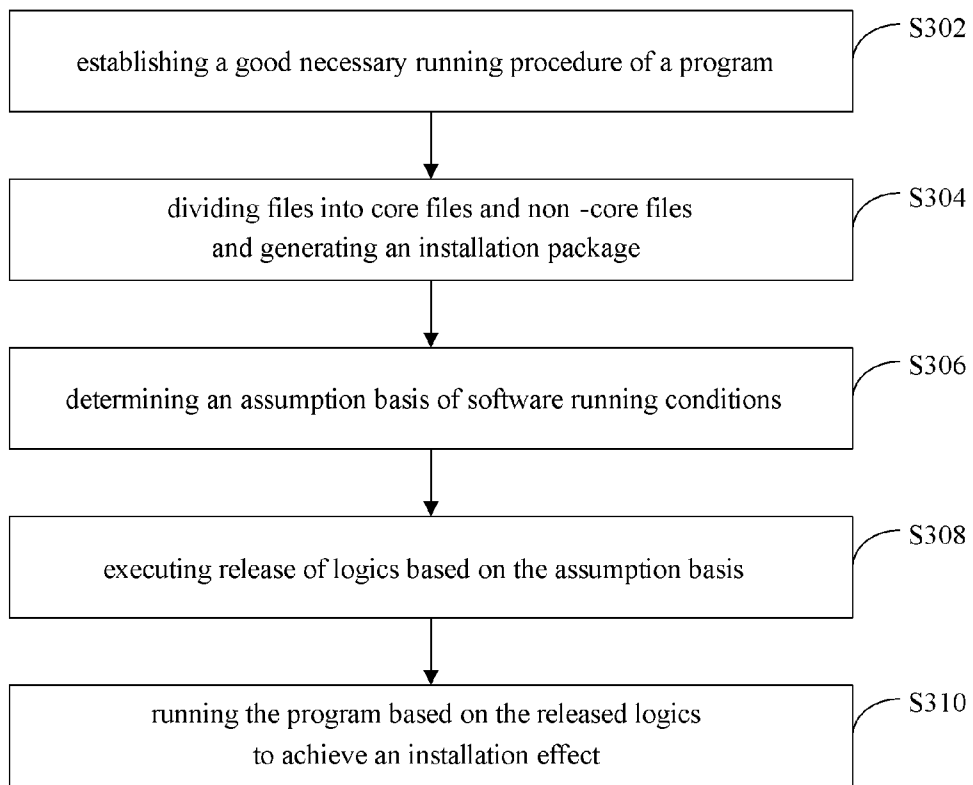 establishing a good necessary running procedure of a program
S302
dividing files into core files and non -core files
and generating an installation package
S304
determining an assumption basis of software running conditions
S306
executing release of logics based on the assumption basis
S308
running the program based on the released logics
to achieve an installation effect
S310